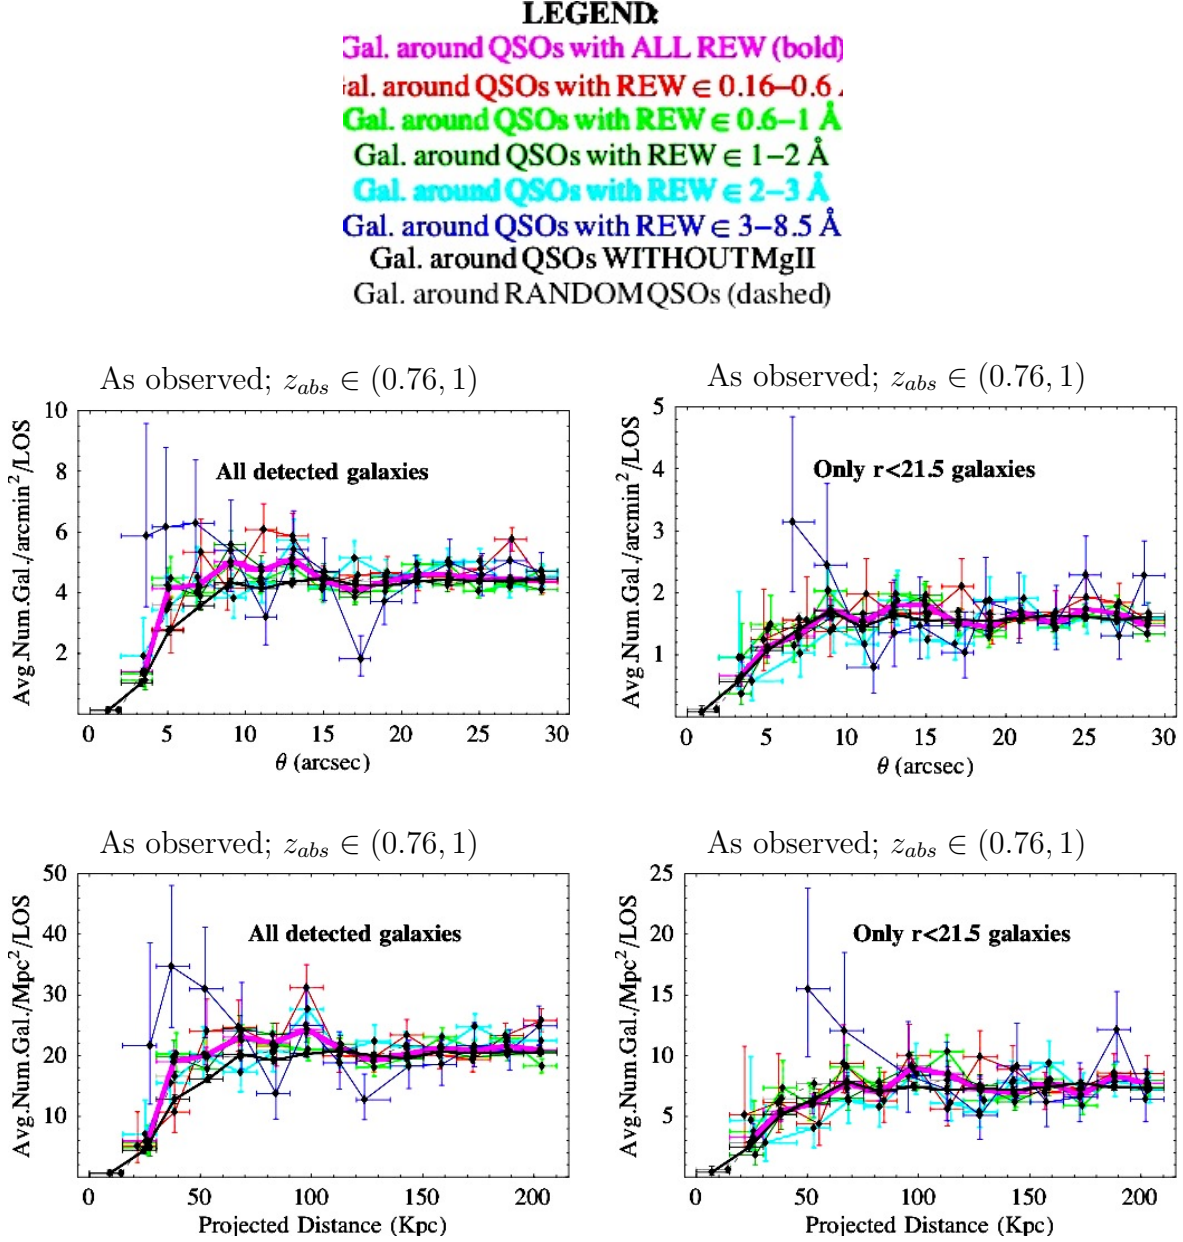 LEGEND:
Gal. around QSOs with ALL REW (bold)
Gal. around QSOs with REW ∈ 0.16–0.6
Gal. around QSOs with REW ∈ 0.6–1 Å
Gal. around QSOs with REW ∈ 1–2 Å
Gal. around QSOs with REW ∈ 2–3 Å
Gal. around QSOs with REW ∈ 3–8.5 Å
Gal. around QSOs WITHOUT MgII
Gal. around RANDOM QSOs (dashed)
As observed; z_abs ∈ (0.76, 1)
Avg.Num.Gal./arcmin²/LOS
10
8
6
4
2
All detected galaxies
0 5 10 15 20 25 30
θ (arcsec)
As observed; z_abs ∈ (0.76, 1)
Avg.Num.Gal./arcmin²/LOS
5
4
3
2
1
Only r<21.5 galaxies
0 5 10 15 20 25 30
θ (arcsec)
As observed; z_abs ∈ (0.76, 1)
Avg.Num.Gal./Mpc²/LOS
50
40
30
20
10
All detected galaxies
0 50 100 150 200
Projected Distance (Kpc)
As observed; z_abs ∈ (0.76, 1)
Avg.Num.Gal./Mpc²/LOS
25
20
15
10
5
Only r<21.5 galaxies
0 50 100 150 200
Projected Distance (Kpc)